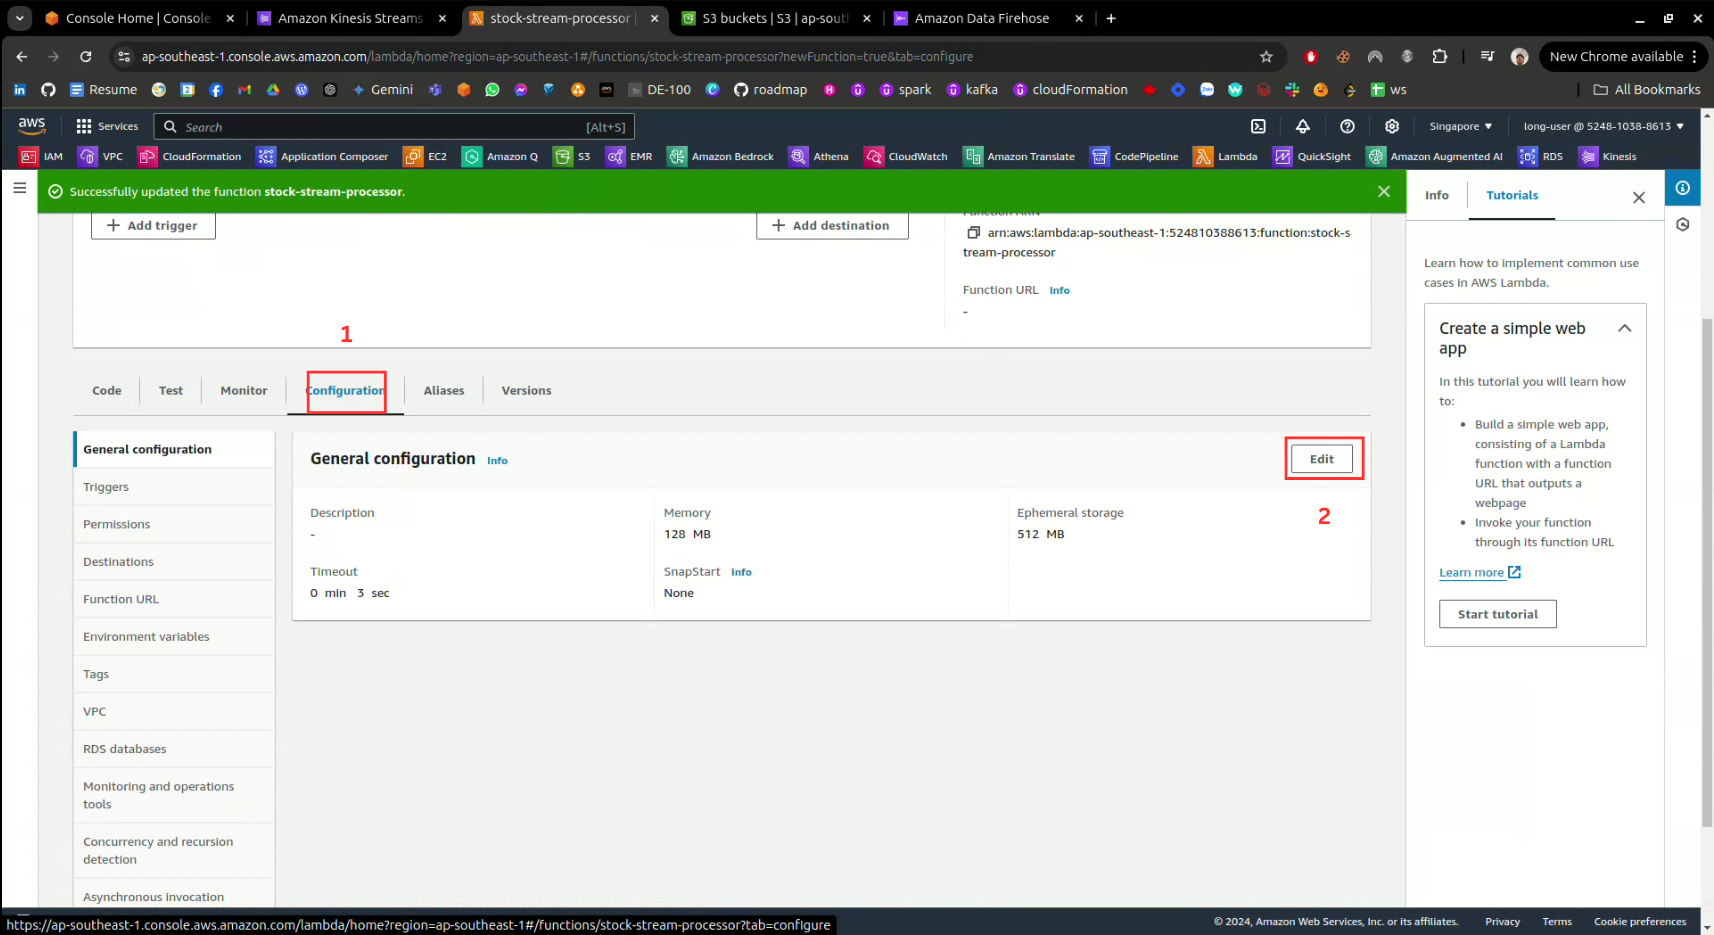 Console Home | Console
Amazon Kinesis Streams
stock-stream-processor
S3 buckets | S3 | ap-sout
Amazon Data Firehose
ap-southeast-1.console.aws.amazon.com/lambda/home?region=ap-southeast-1#/functions/stock-stream-processor?newFunction=true&tab=configure
New Chrome available
Resume
Gemini
DE-100
roadmap
spark
kafka
cloudFormation
ws
All Bookmarks
aws
Services
Search
[Alt+S]
Singapore
long-user @ 5248-1038-8613
IAM
VPC
CloudFormation
Application Composer
EC2
Amazon Q
S3
EMR
Amazon Bedrock
Athena
CloudWatch
Amazon Translate
CodePipeline
Lambda
QuickSight
Amazon Augmented AI
RDS
Kinesis
Successfully updated the function stock-stream-processor.
Info
Tutorials
Add trigger
Add destination
Function ARN
arn:aws:lambda:ap-southeast-1:524810388613:function:stock-s
tream-processor
Function URL Info
-
Learn how to implement common use
cases in AWS Lambda.
Create a simple web
app
In this tutorial you will learn how
to:
• Build a simple web app,
consisting of a Lambda
function with a function
URL that outputs a
webpage
• Invoke your function
through its function URL
Learn more
Start tutorial
1
Code
Test
Monitor
Configuration
Aliases
Versions
General configuration
Triggers
Permissions
Destinations
Function URL
Environment variables
Tags
VPC
RDS databases
Monitoring and operations
tools
Concurrency and recursion
detection
Asynchronous invocation
General configuration Info
Edit
2
Description
-
Memory
128 MB
Ephemeral storage
512 MB
Timeout
0 min 3 sec
SnapStart Info
None
https://ap-southeast-1.console.aws.amazon.com/lambda/home?region=ap-southeast-1#/functions/stock-stream-processor?tab=configure
© 2024, Amazon Web Services, Inc. or its affiliates.
Privacy
Terms
Cookie preferences